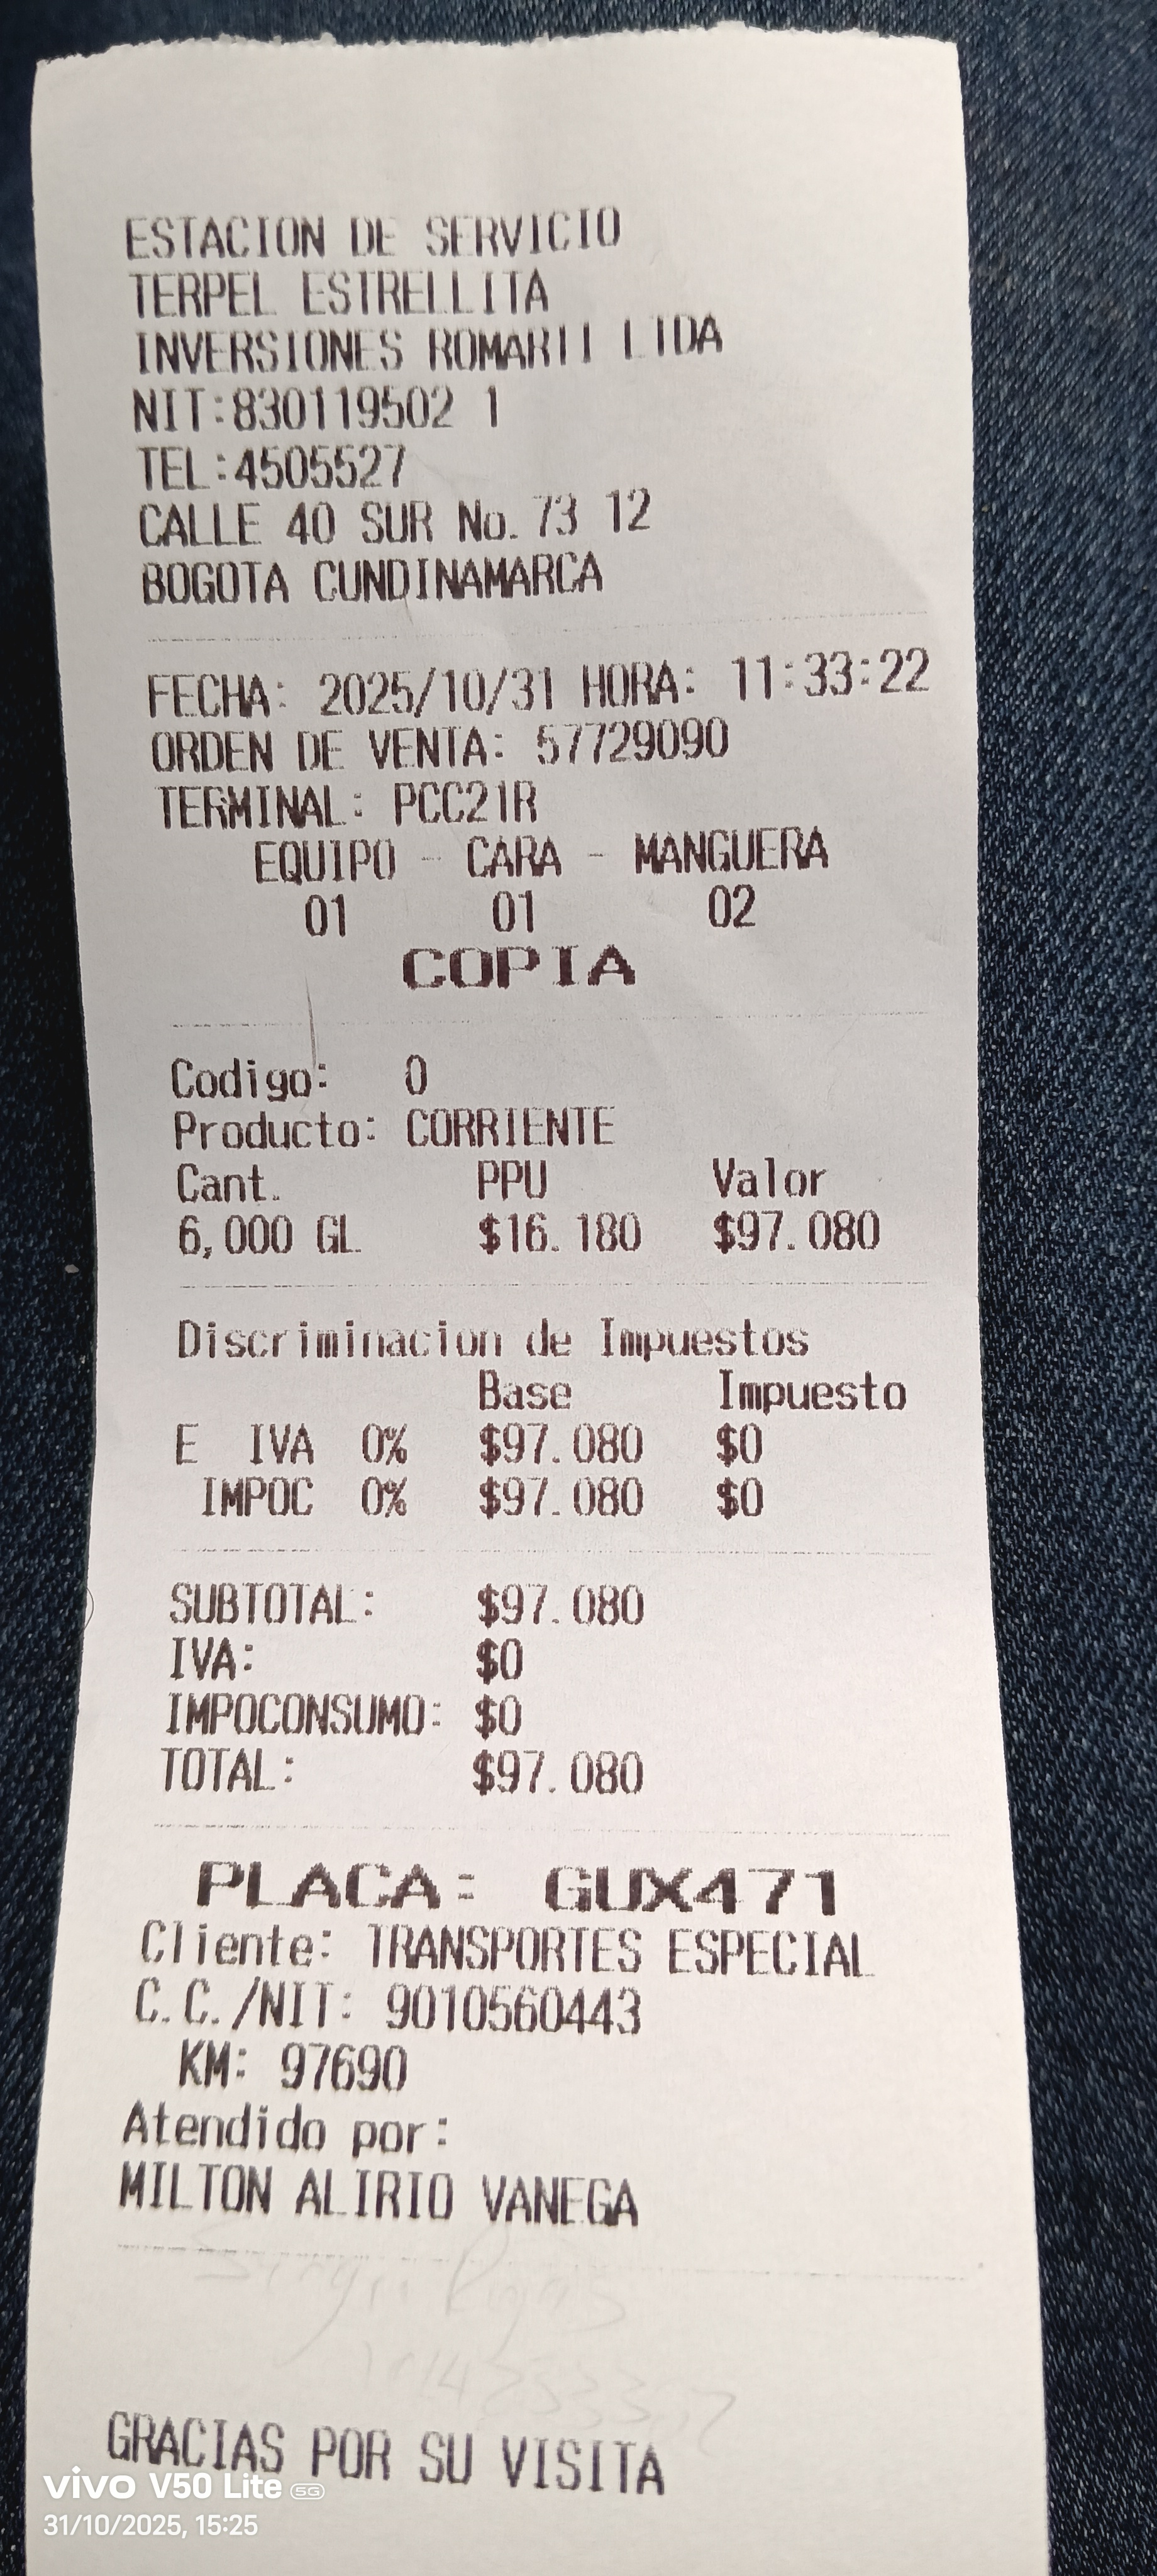 ESTACION DE SERVICIO
TERPEL ESTRELLITA
INVERSIONES ROMARTI LTDA
NIT:830119502 1
TEL:4505527
CALLE 40 SUR No. 73 12
BOGOTA CUNDINAMARCA
FECHA: 2025/10/31 HORA: 11:33:22
ORDEN DE VENTA: 57729090
TERMINAL: PCC21R
EQUIPO - CARA - MANGUERA
01 01 02
COPIA
Codigo: 0
Producto: CORRIENTE
Cant. PPU Valor
6,000 GL $16.180 $97.080
Discriminacion de Impuestos
Base Impuesto
E IVA 0% $97.080 $0
IMPOC 0% $97.080 $0
SUBTOTAL: $97.080
IVA: $0
IMPOCONSUMO: $0
TOTAL: $97.080
PLACA: GUX471
Cliente: TRANSPORTES ESPECIAL
C.C./NIT: 9010560443
KM: 97690
Atendido por:
MILTON ALIRIO VANEGA
GRACIAS POR SU VISITA
vivo V50 Lite 5G
31/10/2025, 15:25